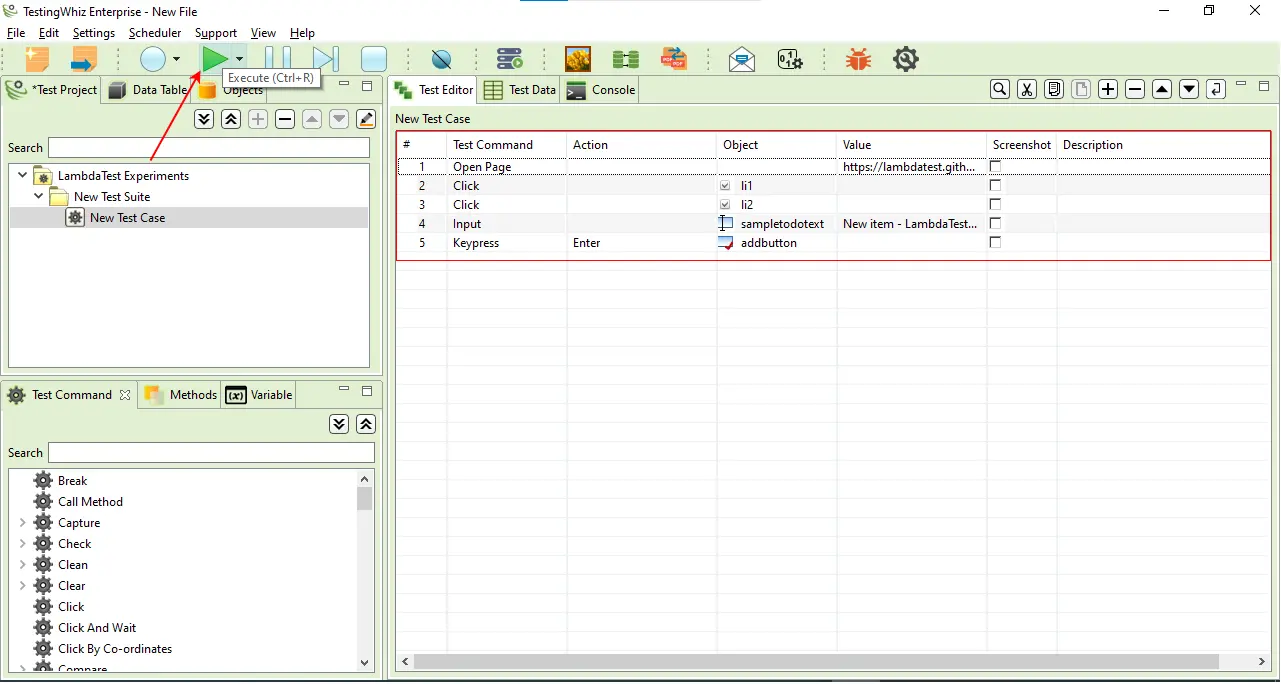 TestingWhiz Enterprise - New File
File Edit Settings Scheduler Support View Help
Execute (Ctrl+R)
*Test Project Data Table Objects
Search
LambdaTest Experiments
New Test Suite
New Test Case
Test Command Methods (x) Variable
Search
Break
Call Method
Capture
Check
Clean
Clear
Click
Click And Wait
Click By Co-ordinates
Compare
Test Editor Test Data Console
New Test Case
# Test Command Action Object Value Screenshot Description
1 Open Page https://lambdatest.gith...
2 Click li1
3 Click li2
4 Input sampletodotext New item - LambdaTest...
5 Keypress Enter addbutton